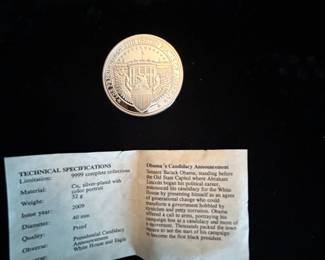 USA
TECHNICAL SPECIFICATIONS
Limitation: 9999 complete collections
Material: Cu, silver-plated with
color portrait
Weight: 32 g
Issue year: 2009
Diameter: 40 mm
Quality: Proof
Obverse: Presidential Candidacy
Announcement
White House and Eagle
Obama's Candidacy Announcement
Senator Barack Obama, standing before
the Old State Capitol where Abraham
Lincoln began his political career,
announced his candidacy for the White
House by presenting himself as an agent
of generational change who could
transform a government hobbled by
cynicism and petty corruption. Obama
offered a call to arms, portraying his
campaign less as a candidacy and more of
a movement. Thousands packed the
square to see the start of his campaign
to become the first black president.